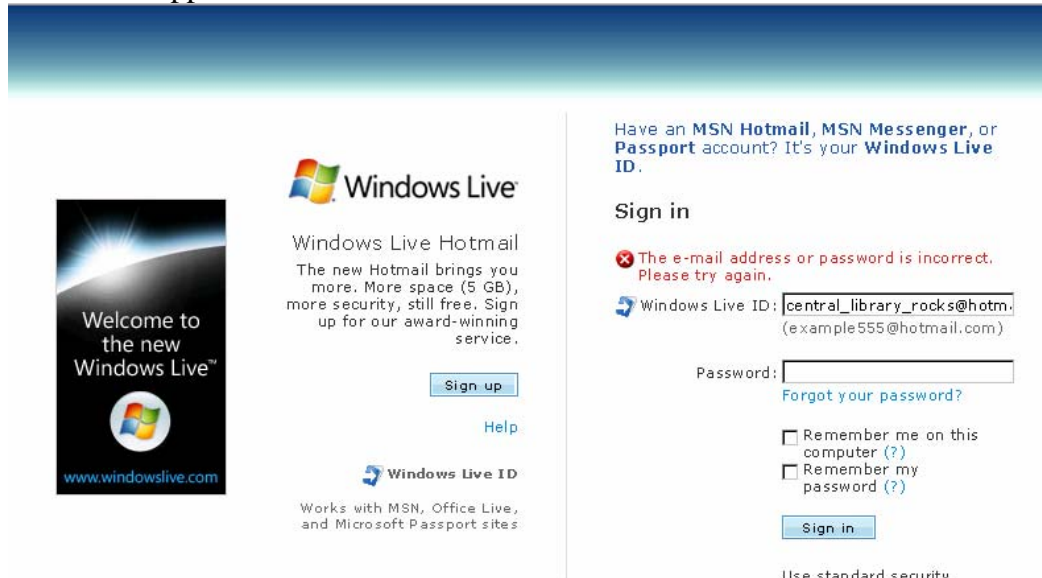 Welcome to
the new
Windows Live™
www.windowslive.com
Windows Live
Windows Live Hotmail
The new Hotmail brings you
more. More space (5 GB),
more security, still free. Sign
up for our award-winning
service.
Sign up
Help
Windows Live ID
Works with MSN, Office Live,
and Microsoft Passport sites
Have an MSN Hotmail, MSN Messenger, or
Passport account? It's your Windows Live
ID.
Sign in
The e-mail address or password is incorrect.
Please try again.
Windows Live ID: central_library_rocks@hotm.
(example555@hotmail.com)
Password:
Forgot your password?
Remember me on this
computer (?)
Remember my
password (?)
Sign in
Use standard security